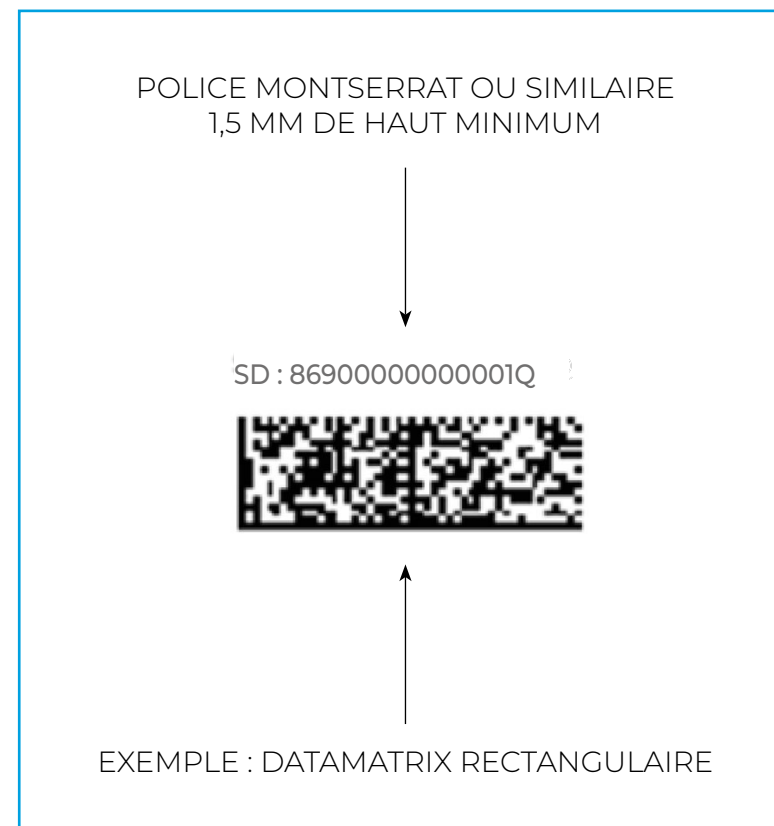 POLICE MONTSERRAT OU SIMILAIRE
1,5 MM DE HAUT MINIMUM
SD : 86900000000001Q
EXEMPLE : DATAMATRIX RECTANGULAIRE